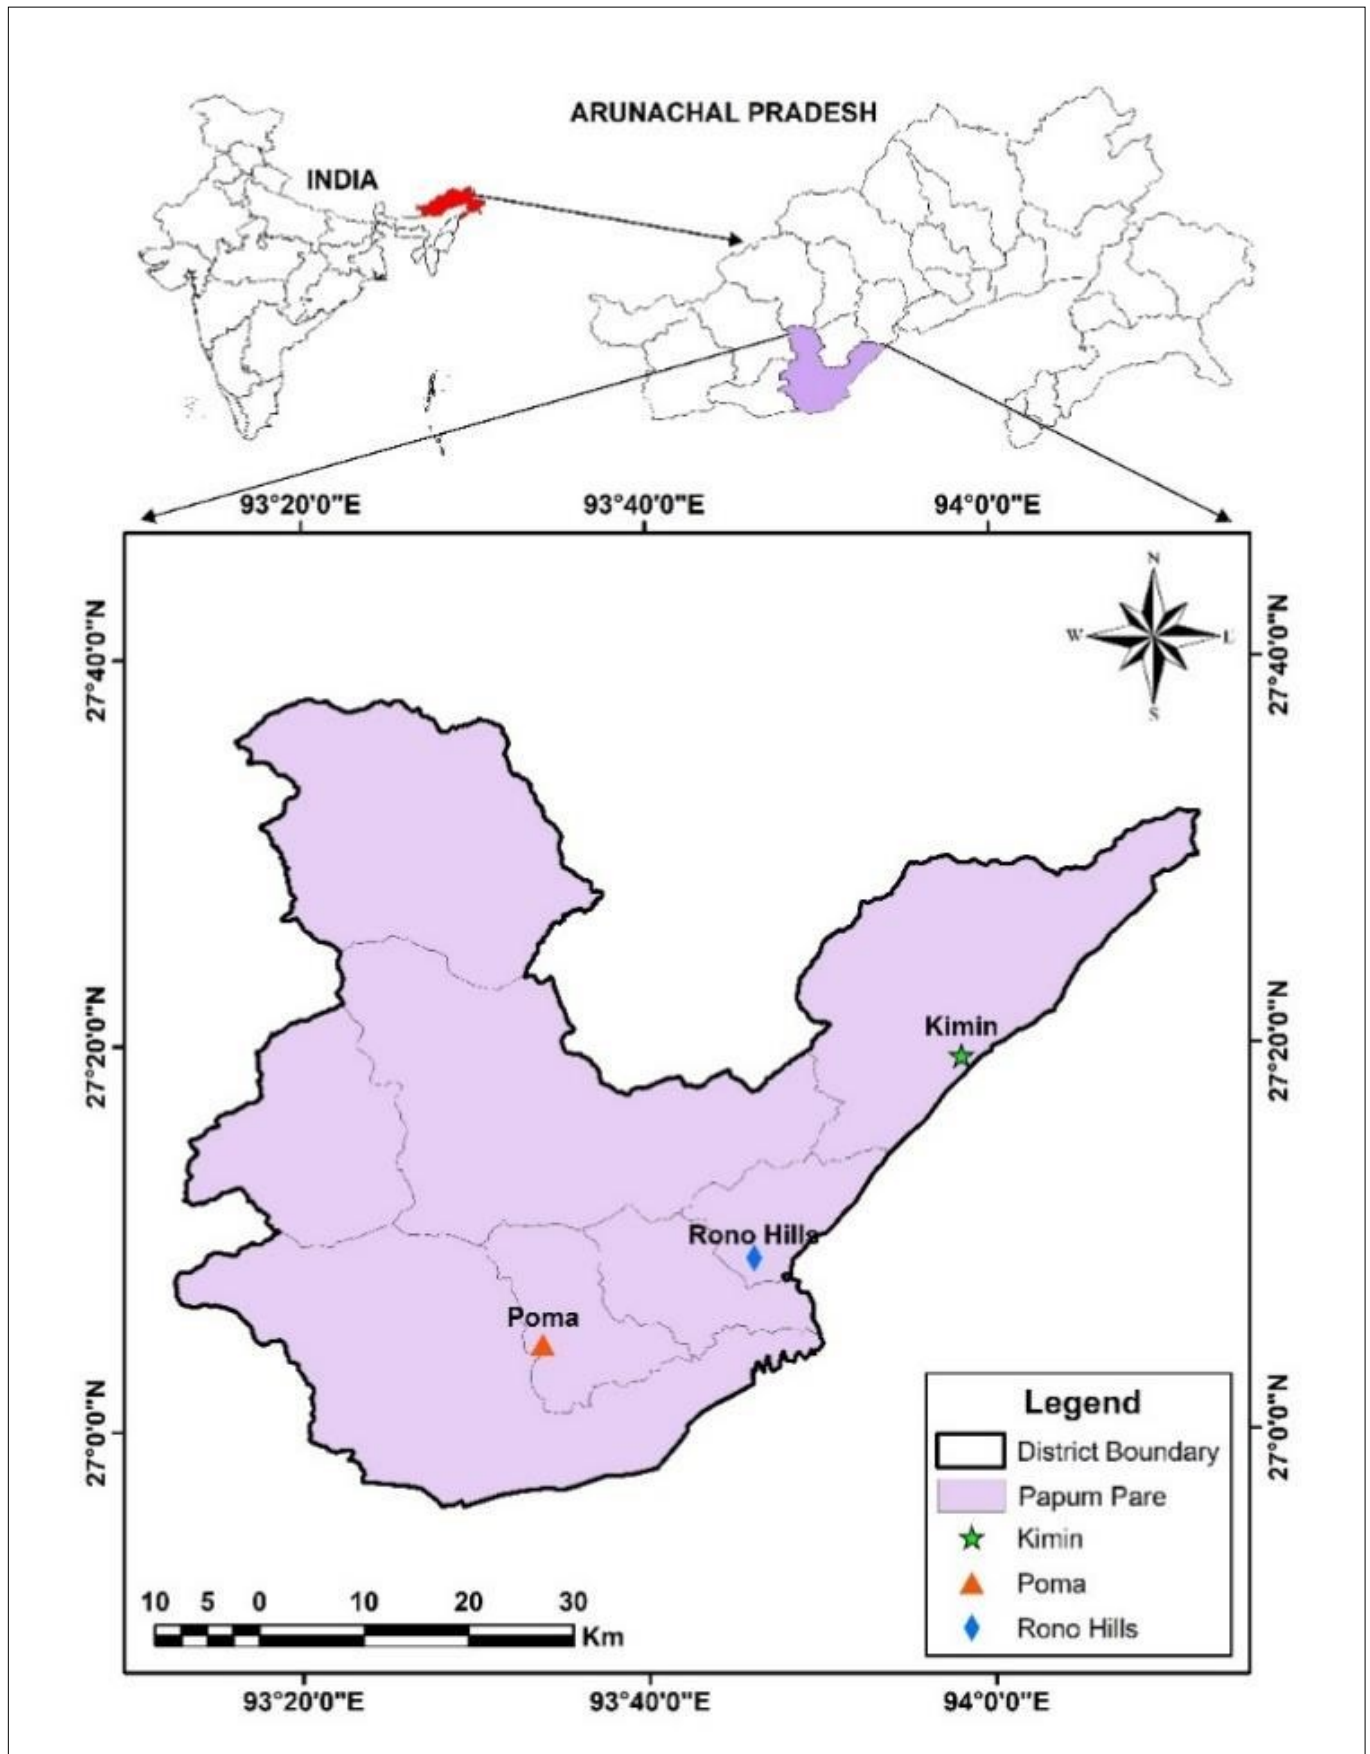 ARUNACHAL PRADESH
INDIA
93°20'0"E 93°40'0"E 94°0'0"E
N
W E
S
27°40'0"N 27°40'0"N
27°20'0"N 27°20'0"N
Kimin
Rono Hills
Poma
27°0'0"N 27°0'0"N
Legend
District Boundary
Papum Pare
Kimin
Poma
Rono Hills
10 5 0 10 20 30
Km
93°20'0"E 93°40'0"E 94°0'0"E